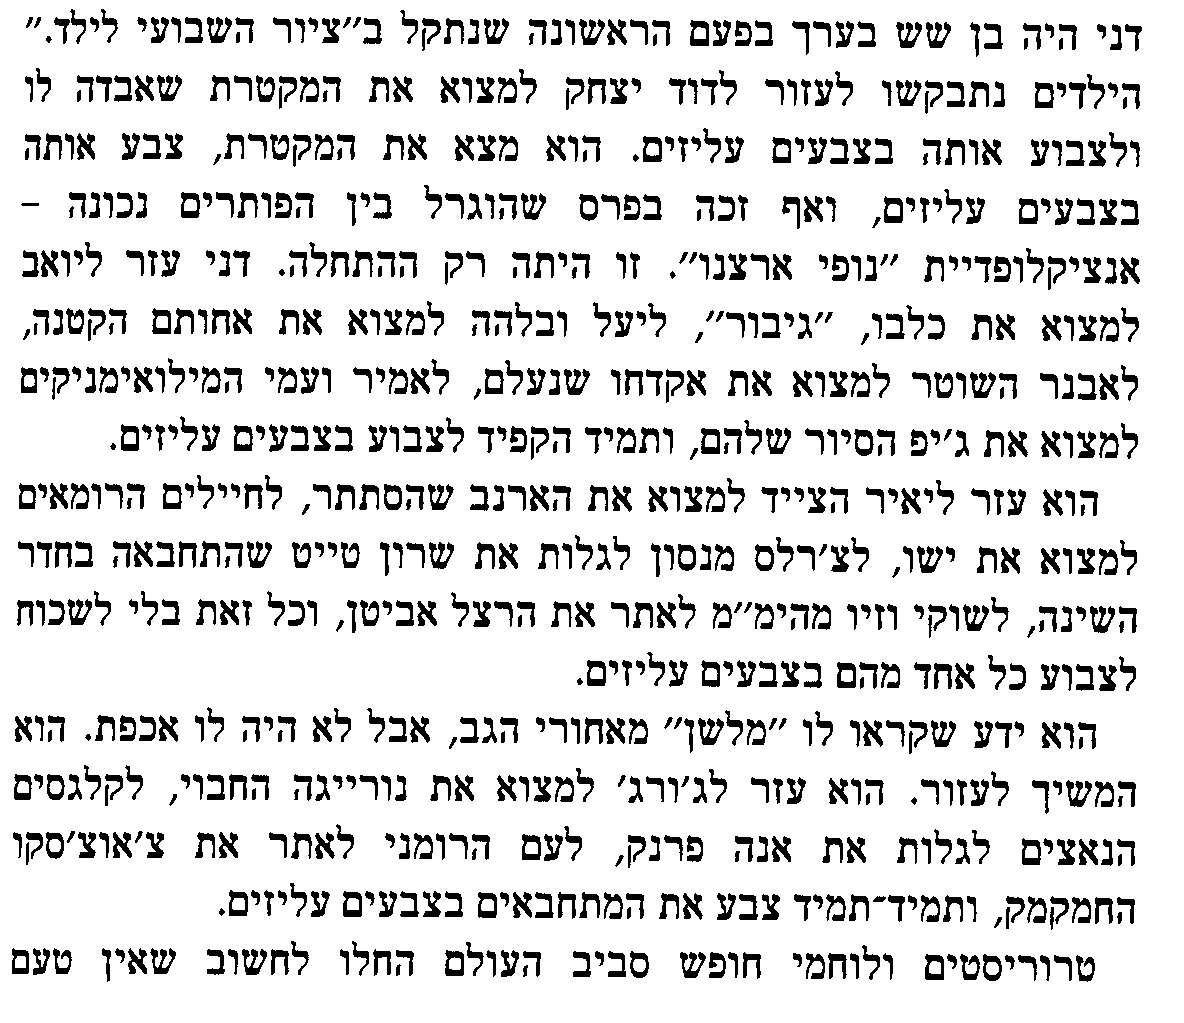 דני היה בן שש בערך בפעם הראשונה שנתקל ב״ציור השבועי לילד.״
הילדים נתבקשו לעזור לדוד יצחק למצוא את המקטרת שאבדה לו
ולצבוע אותה בצבעים עליזים. הוא מצא את המקטרת, צבע אותה
בצבעים עליזים, ואף זכה בפרס שהוגרל בין הפותרים נכונה –
אנציקלופדיית ״נופי ארצנו״. זו היתה רק ההתחלה. דני עזר ליואב
למצוא את כלבו, ״גיבור״, ליעל ובלהה למצוא את אחותם הקטנה,
לאבנר השוטר למצוא את אקדחו שנעלם, לאמיר ועמי המילואימניקים
למצוא את ג׳יפ הסיור שלהם, ותמיד הקפיד לצבוע בצבעים עליזים.
הוא עזר ליאיר הצייד למצוא את הארנב שהסתתר, לחיילים הרומאים
למצוא את ישו, לצ׳רלס מנסון לגלות את שרון טייט שהתחבאה בחדר
השינה, לשוקי וזיו מהימ״מ לאתר את הרצל אביטן, וכל זאת בלי לשכוח
לצבוע כל אחד מהם בצבעים עליזים.
הוא ידע שקראו לו ״מלשן״ מאחורי הגב, אבל לא היה לו אכפת. הוא
המשיך לעזור. הוא עזר לג׳ורג׳ למצוא את נורייגה החבוי, לקלגסים
הנאצים לגלות את אנה פרנק, לעם הרומני לאתר את צ׳אוצ׳סקו
החמקמק, ותמיד־תמיד צבע את המתחבאים בצבעים עליזים.
טרוריסטים ולוחמי חופש סביב העולם החלו לחשוב שאין טעם